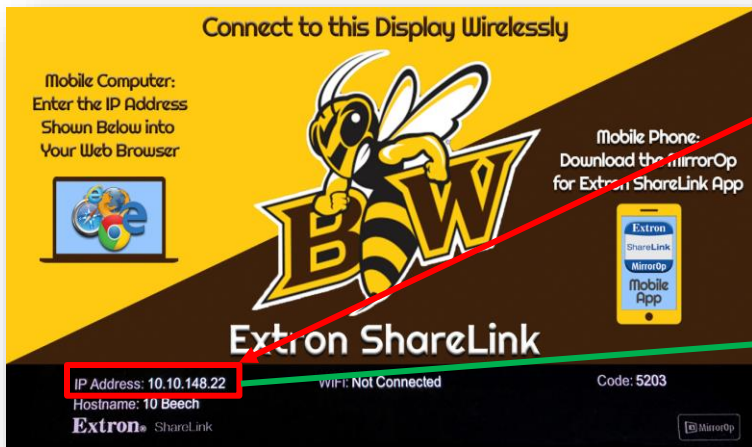 Connect to this Display Wirelessly
Mobile Computer:
Enter the IP Address
Shown Below into
Your Web Browser
Mobile Phone:
Download the MirrorOp
for Extron ShareLink App
Extron
ShareLink
MirrorOp
Mobile
App
BW
Extron ShareLink
IP Address: 10.10.148.22
WiFi: Not Connected
Code: 5203
Hostname: 10 Beech
Extron® ShareLink
MirrorOp